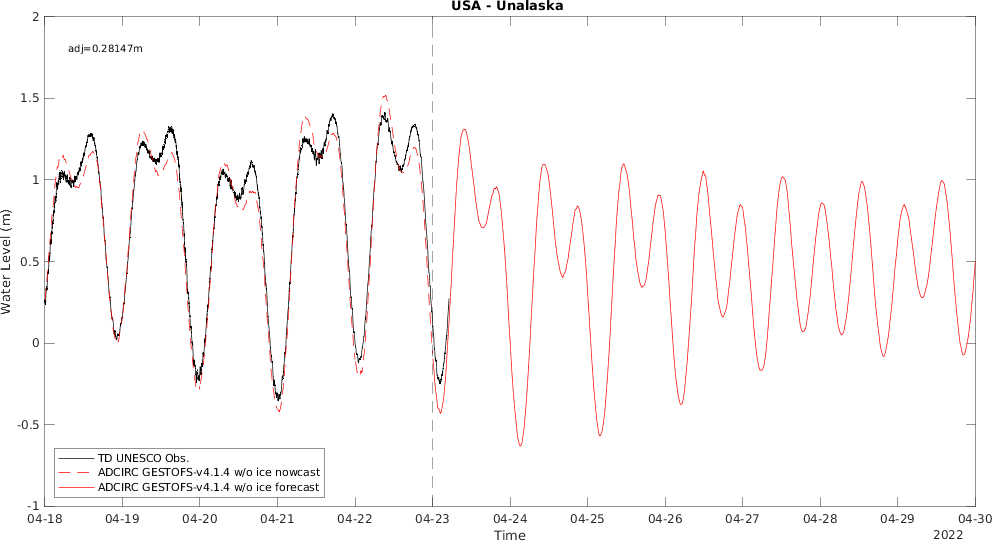 USA - Unalaska
adj=0.28147m
Water Level (m)
2
1.5
1
0.5
0
-0.5
-1
TD UNESCO Obs.
ADCIRC GESTOFS-v4.1.4 w/o ice nowcast
ADCIRC GESTOFS-v4.1.4 w/o ice forecast
04-18 04-19 04-20 04-21 04-22 04-23 04-24 04-25 04-26 04-27 04-28 04-29 04-30
Time
2022